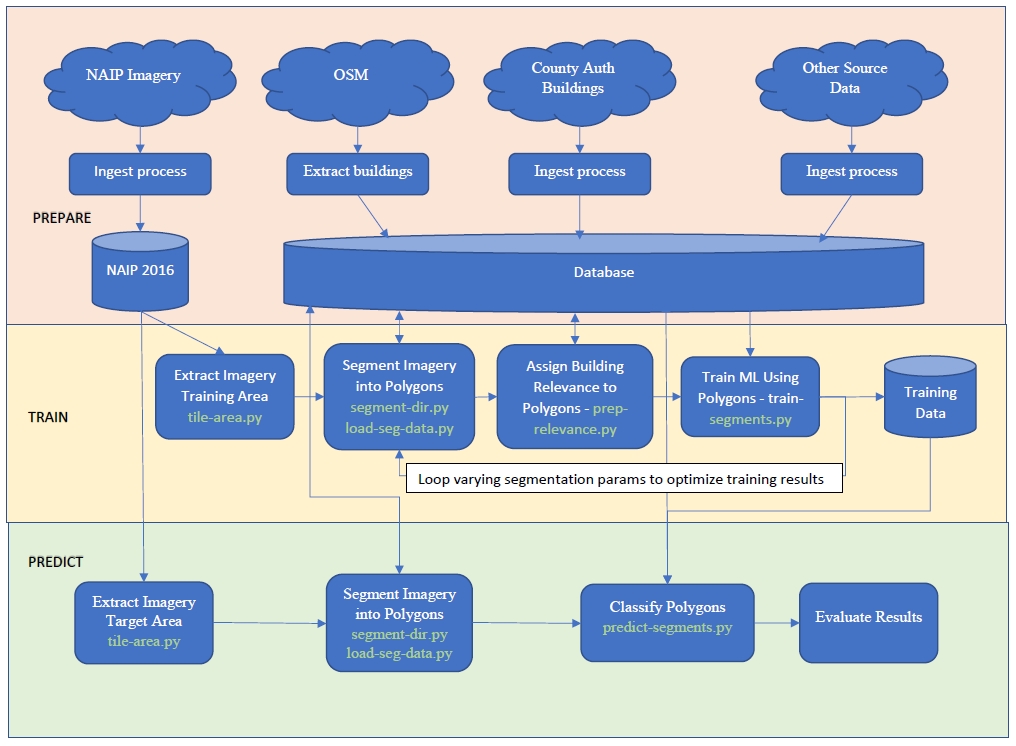 NAIP Imagery
OSM
County Auth
Buildings
Other Source
Data
Ingest process
Extract buildings
Ingest process
Ingest process
PREPARE
NAIP 2016
Database
TRAIN
Extract Imagery
Training Area
tile-area.py
Segment Imagery
into Polygons
segment-dir.py
load-seg-data.py
Assign Building
Relevance to
Polygons - prep-
relevance.py
Train ML Using
Polygons - train-
segments.py
Training
Data
Loop varying segmentation params to optimize training results
PREDICT
Extract Imagery
Target Area
tile-area.py
Segment Imagery
into Polygons
segment-dir.py
load-seg-data.py
Classify Polygons
predict-segments.py
Evaluate Results